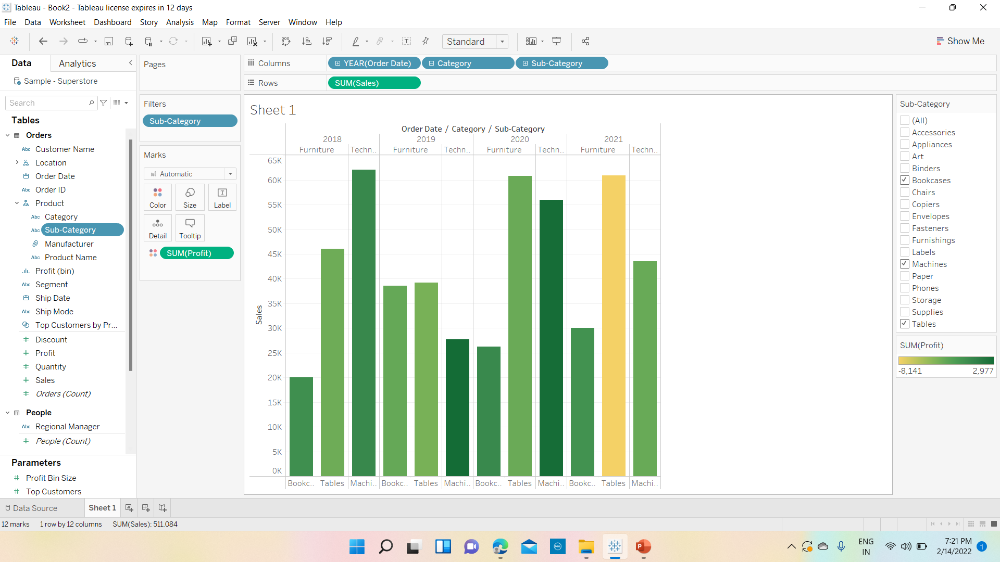 Tableau - Book2 - Tableau license expires in 12 days
File Data Worksheet Dashboard Story Analysis Map Format Server Window Help
Standard
Show Me
Data Analytics
Sample - Superstore
Search
Tables
Orders
Abc Customer Name
Location
Order Date
Abc Order ID
Product
Abc Category
Abc Sub-Category
Manufacturer
Abc Product Name
Profit (bin)
Abc Segment
Ship Date
Abc Ship Mode
Top Customers by Pr...
# Discount
# Profit
# Quantity
# Sales
# Orders (Count)
People
Abc Regional Manager
# People (Count)
Parameters
# Profit Bin Size
# Top Customers
Pages
Filters
Sub-Category
Marks
Automatic
Color Size Label
Detail Tooltip
SUM(Profit)
Columns YEAR(Order Date) Category Sub-Category
Rows SUM(Sales)
Sheet 1
Order Date / Category / Sub-Category
2018 2019 2020 2021
Furniture Techn.. Furniture Techn.. Furniture Techn.. Furniture Techn..
65K
60K
55K
50K
45K
40K
35K
30K
25K
20K
15K
10K
5K
0K
Sales
Bookc.. Tables Machi.. Bookc.. Tables Machi.. Bookc.. Tables Machi.. Bookc.. Tables Machi..
Sub-Category
(All)
Accessories
Appliances
Art
Binders
Bookcases
Chairs
Copiers
Envelopes
Fasteners
Furnishings
Labels
Machines
Paper
Phones
Storage
Supplies
Tables
SUM(Profit)
-8,141 2,977
Data Source Sheet 1
12 marks 1 row by 12 columns SUM(Sales): 511,084
DELL
P
ENG
IN
7:21 PM
2/14/2022
1